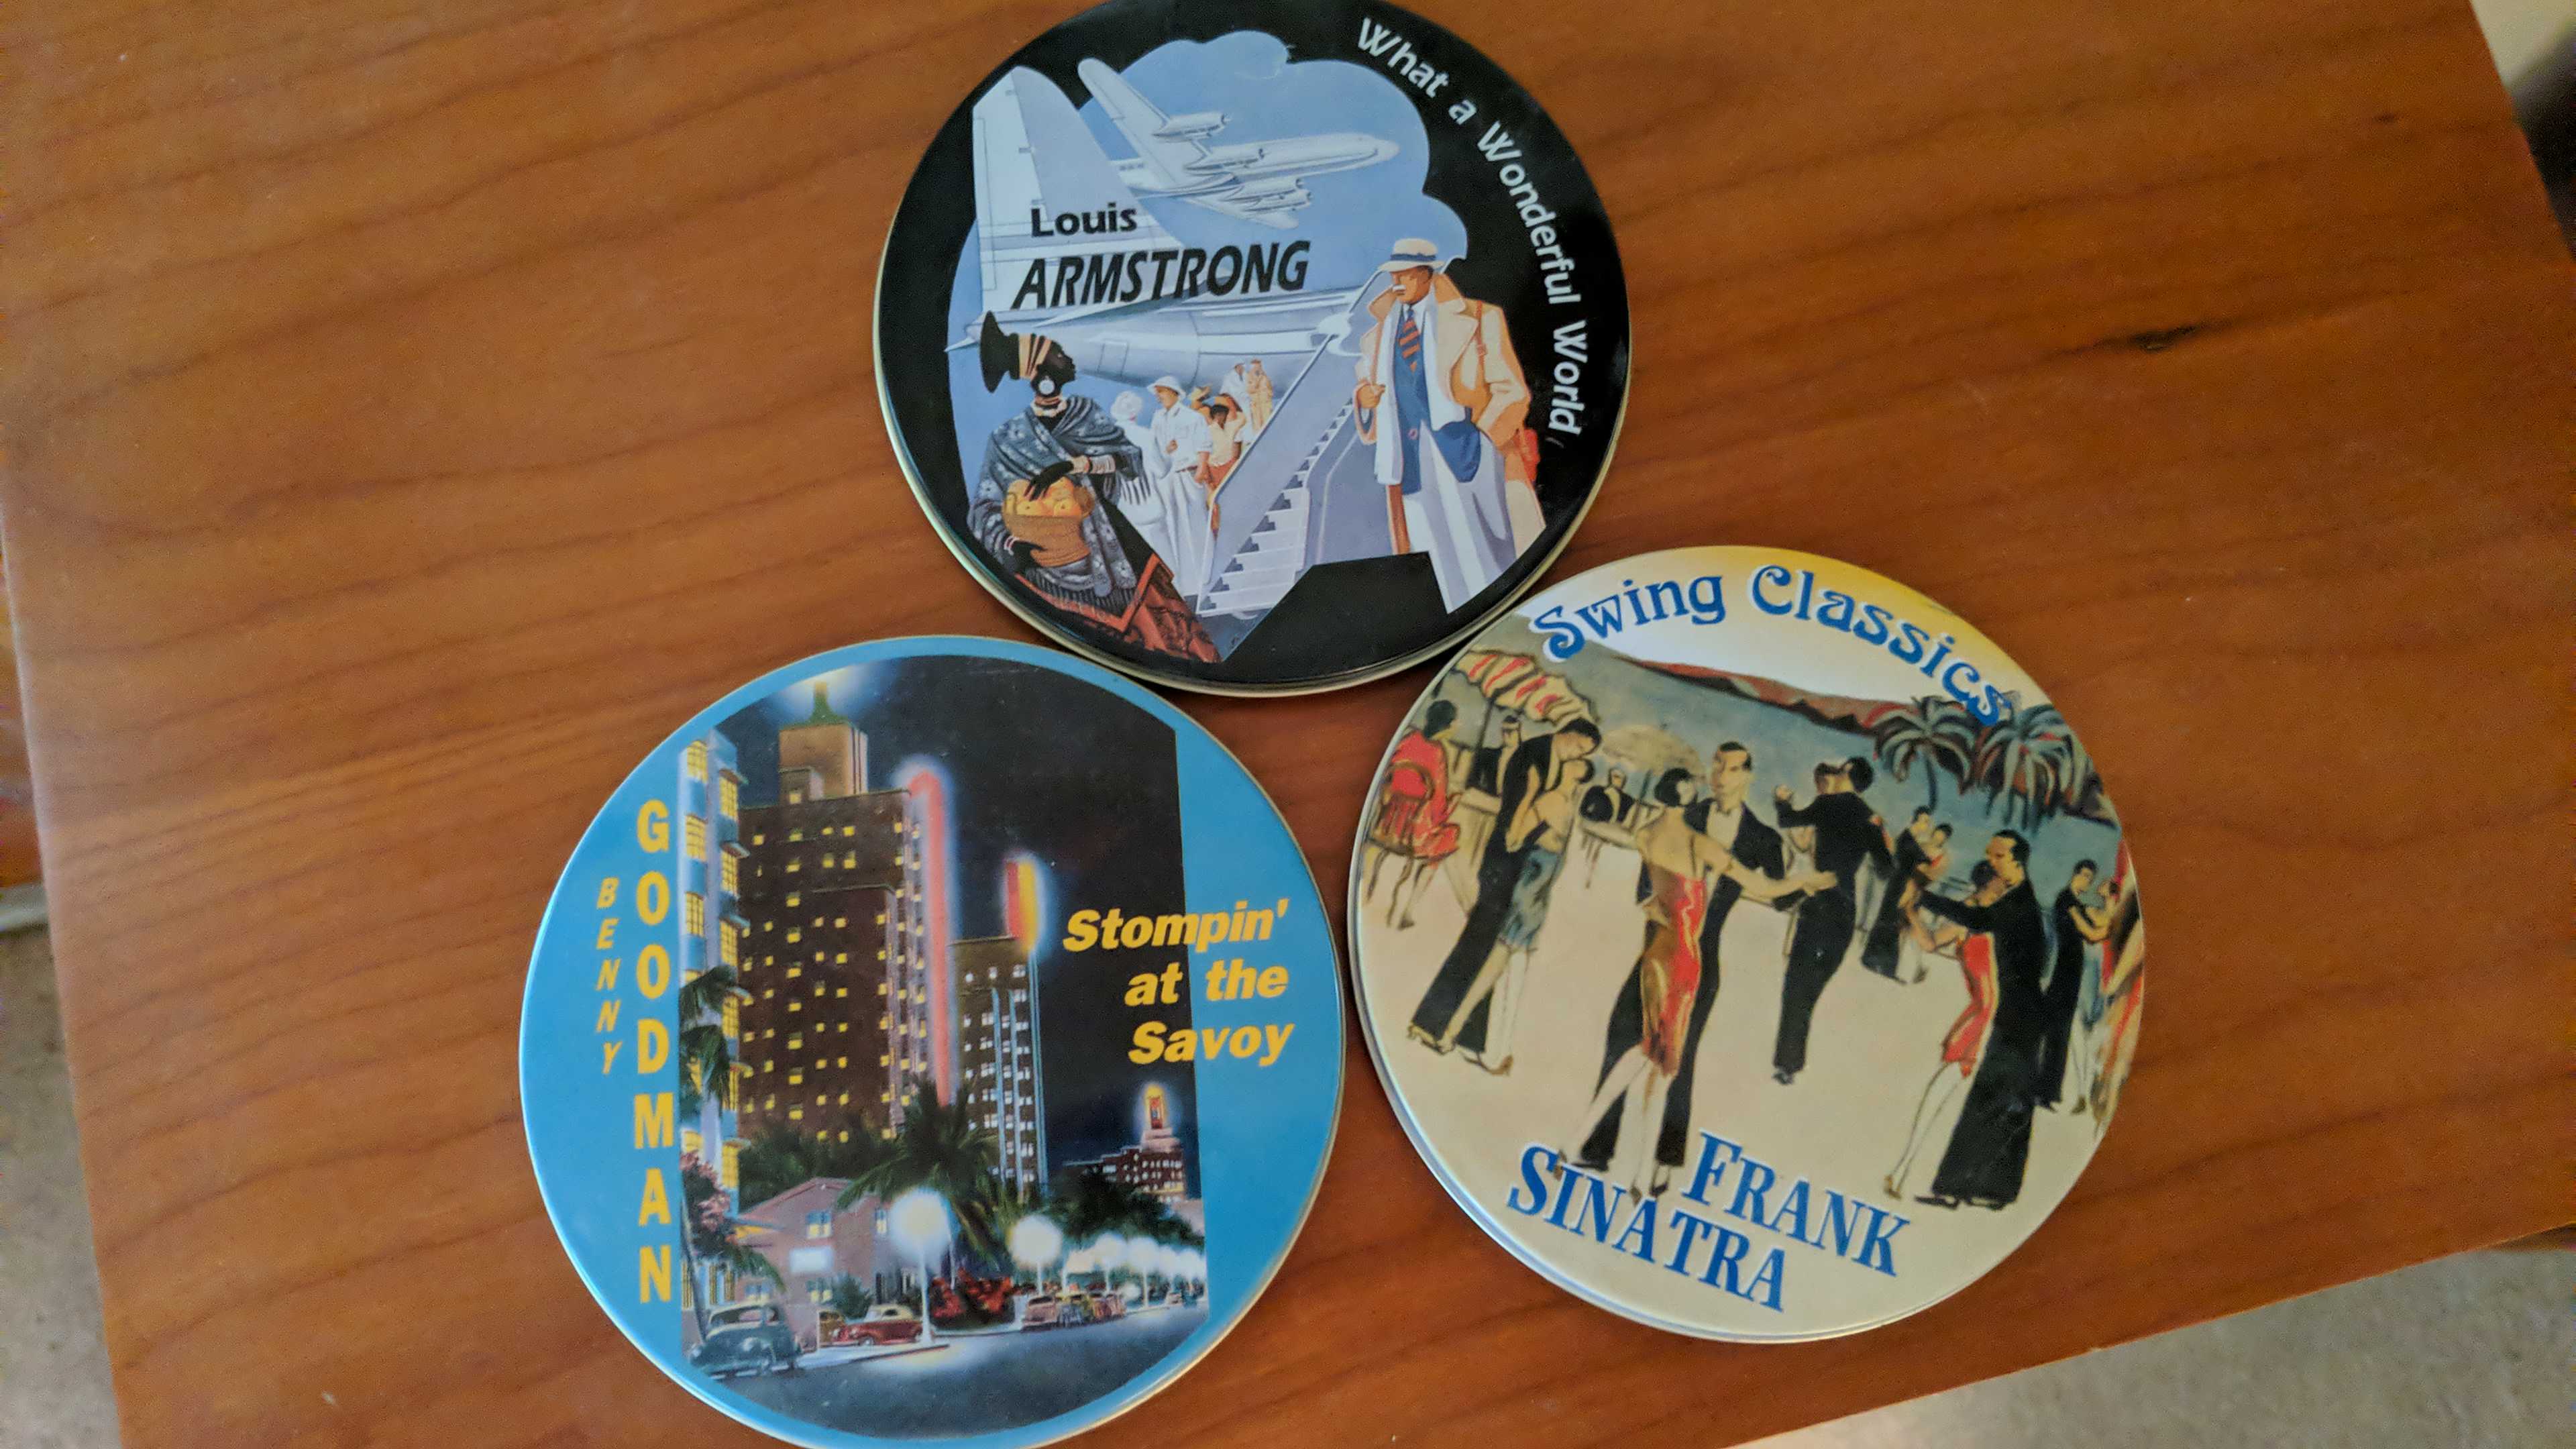 What a Wonderful World
Louis
ARMSTRONG
Swing Classics
FRANK
SINATRA
BENNY
GOODMAN
Stompin'
at the
Savoy